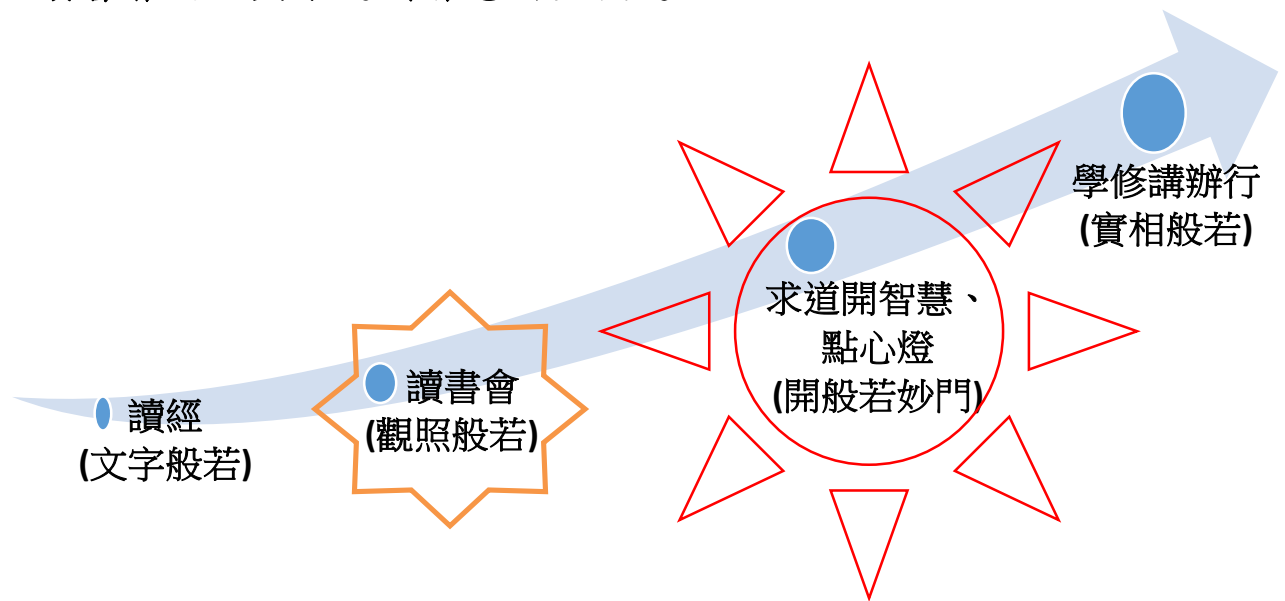 讀經
(文字般若)
讀書會
(觀照般若)
求道開智慧、
點心燈
(開般若妙門)
學修講辦行
(實相般若)